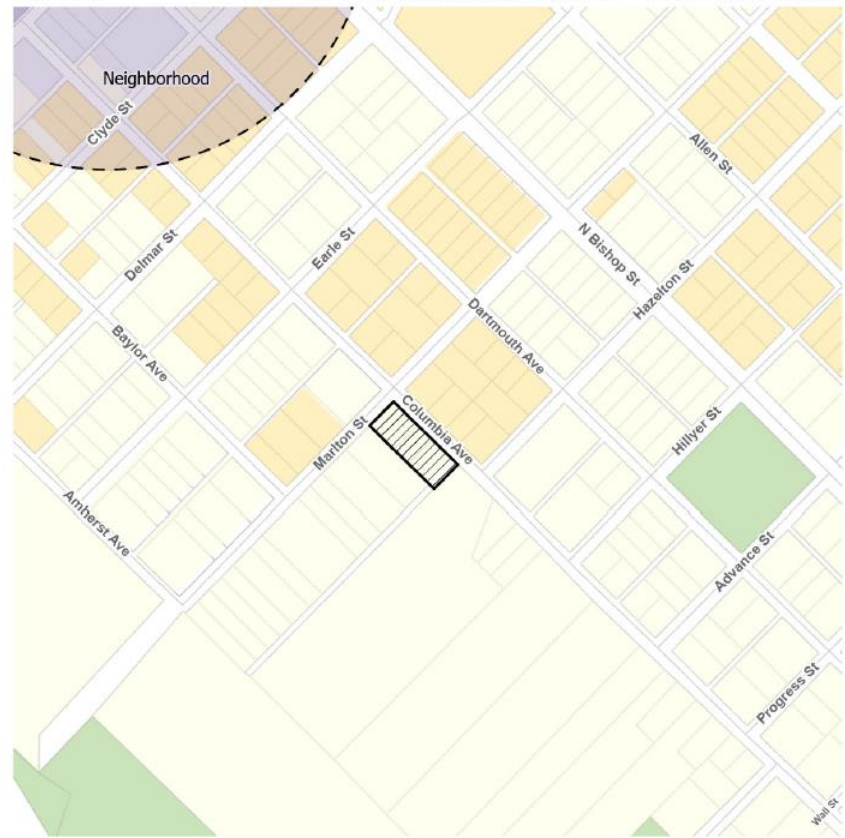 Neighborhood
Clyde St
Allen St
Delmar St
Earle St
N Bishop St
Hazelton St
Baylor Ave
Dartmouth Ave
Columbia Ave
Marlton St
Hillyer St
Amherst Ave
Advance St
Progress St
Wall St